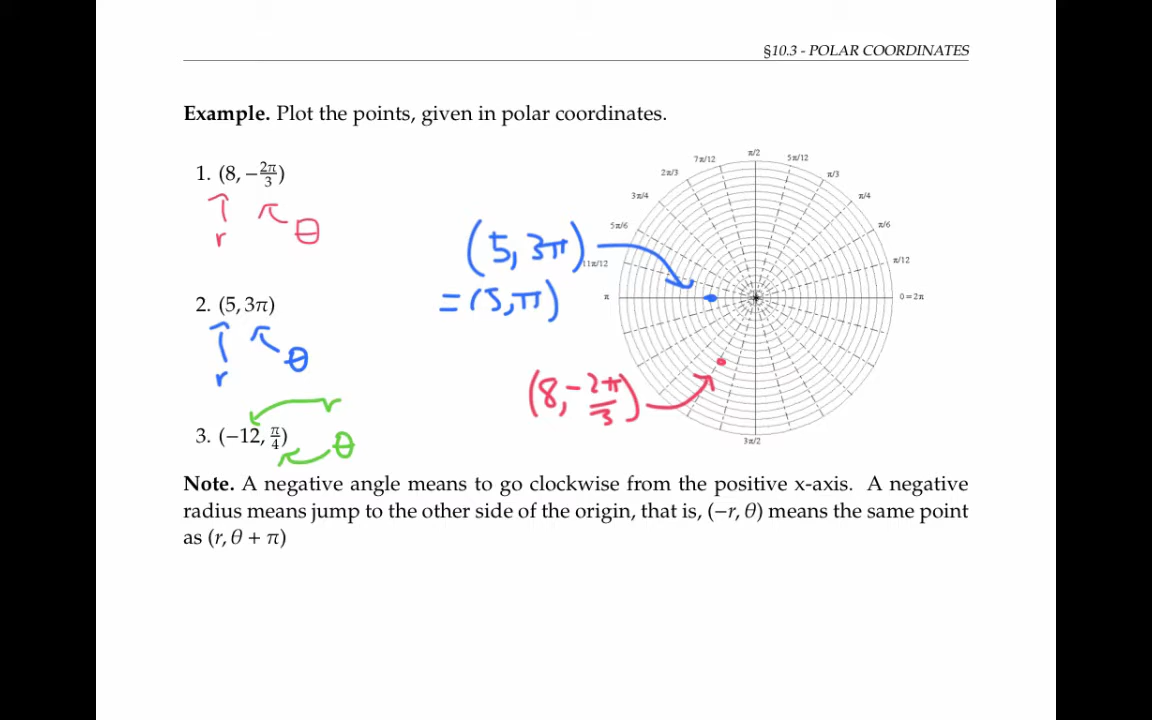 §10.3 - POLAR COORDINATES
Example. Plot the points, given in polar coordinates.
1. (8, −2π/3)
r θ
2. (5, 3π)
r θ
3. (−12, π/4)
r
θ
(5, 3π)
= (5, π)
(8, −2π/3)
π/2
7π/12 5π/12
2π/3 π/3
3π/4 π/4
5π/6 π/6
11π/12 π/12
π 0=2π
3π/2
Note. A negative angle means to go clockwise from the positive x-axis. A negative
radius means jump to the other side of the origin, that is, (−r, θ) means the same point
as (r, θ + π)